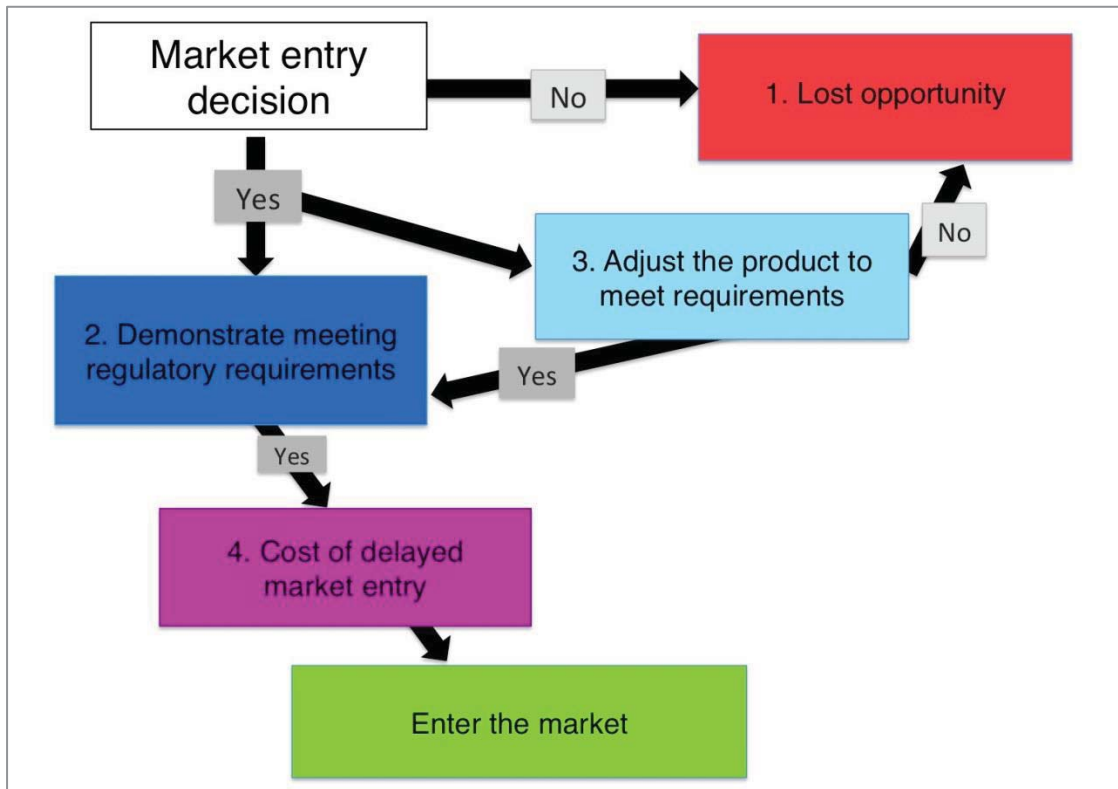 Market entry
decision
No
1. Lost opportunity
Yes
3. Adjust the product to
meet requirements
No
2. Demonstrate meeting
regulatory requirements
Yes
Yes
4. Cost of delayed
market entry
Enter the market